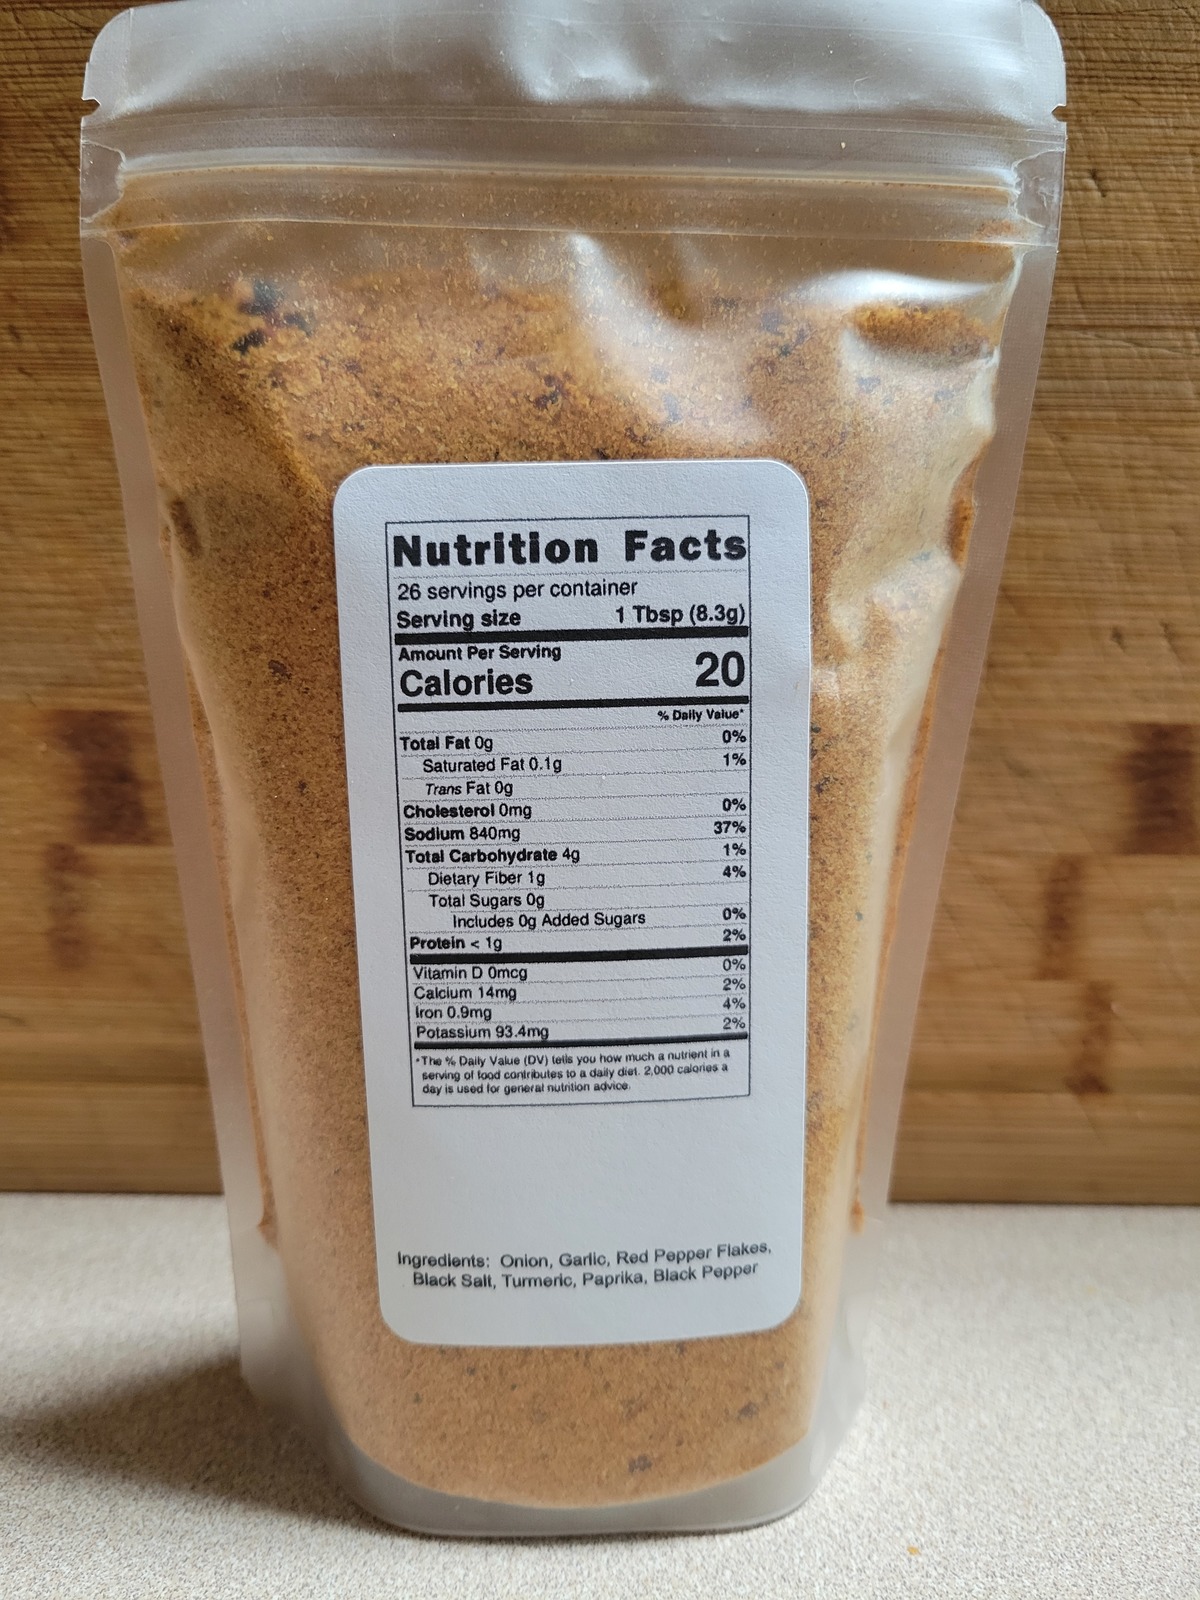 Nutrition Facts
26 servings per container
Serving size 1 Tbsp (8.3g)
Amount Per Serving
Calories 20
% Daily Value*
Total Fat 0g 0%
Saturated Fat 0.1g 1%
Trans Fat 0g
Cholesterol 0mg 0%
Sodium 840mg 37%
Total Carbohydrate 4g 1%
Dietary Fiber 1g 4%
Total Sugars 0g
Includes 0g Added Sugars 0%
Protein < 1g 2%
Vitamin D 0mcg 0%
Calcium 14mg 2%
Iron 0.9mg 4%
Potassium 93.4mg 2%
*The % Daily Value (DV) tells you how much a nutrient in a
serving of food contributes to a daily diet. 2,000 calories a
day is used for general nutrition advice.
Ingredients: Onion, Garlic, Red Pepper Flakes,
Black Salt, Turmeric, Paprika, Black Pepper